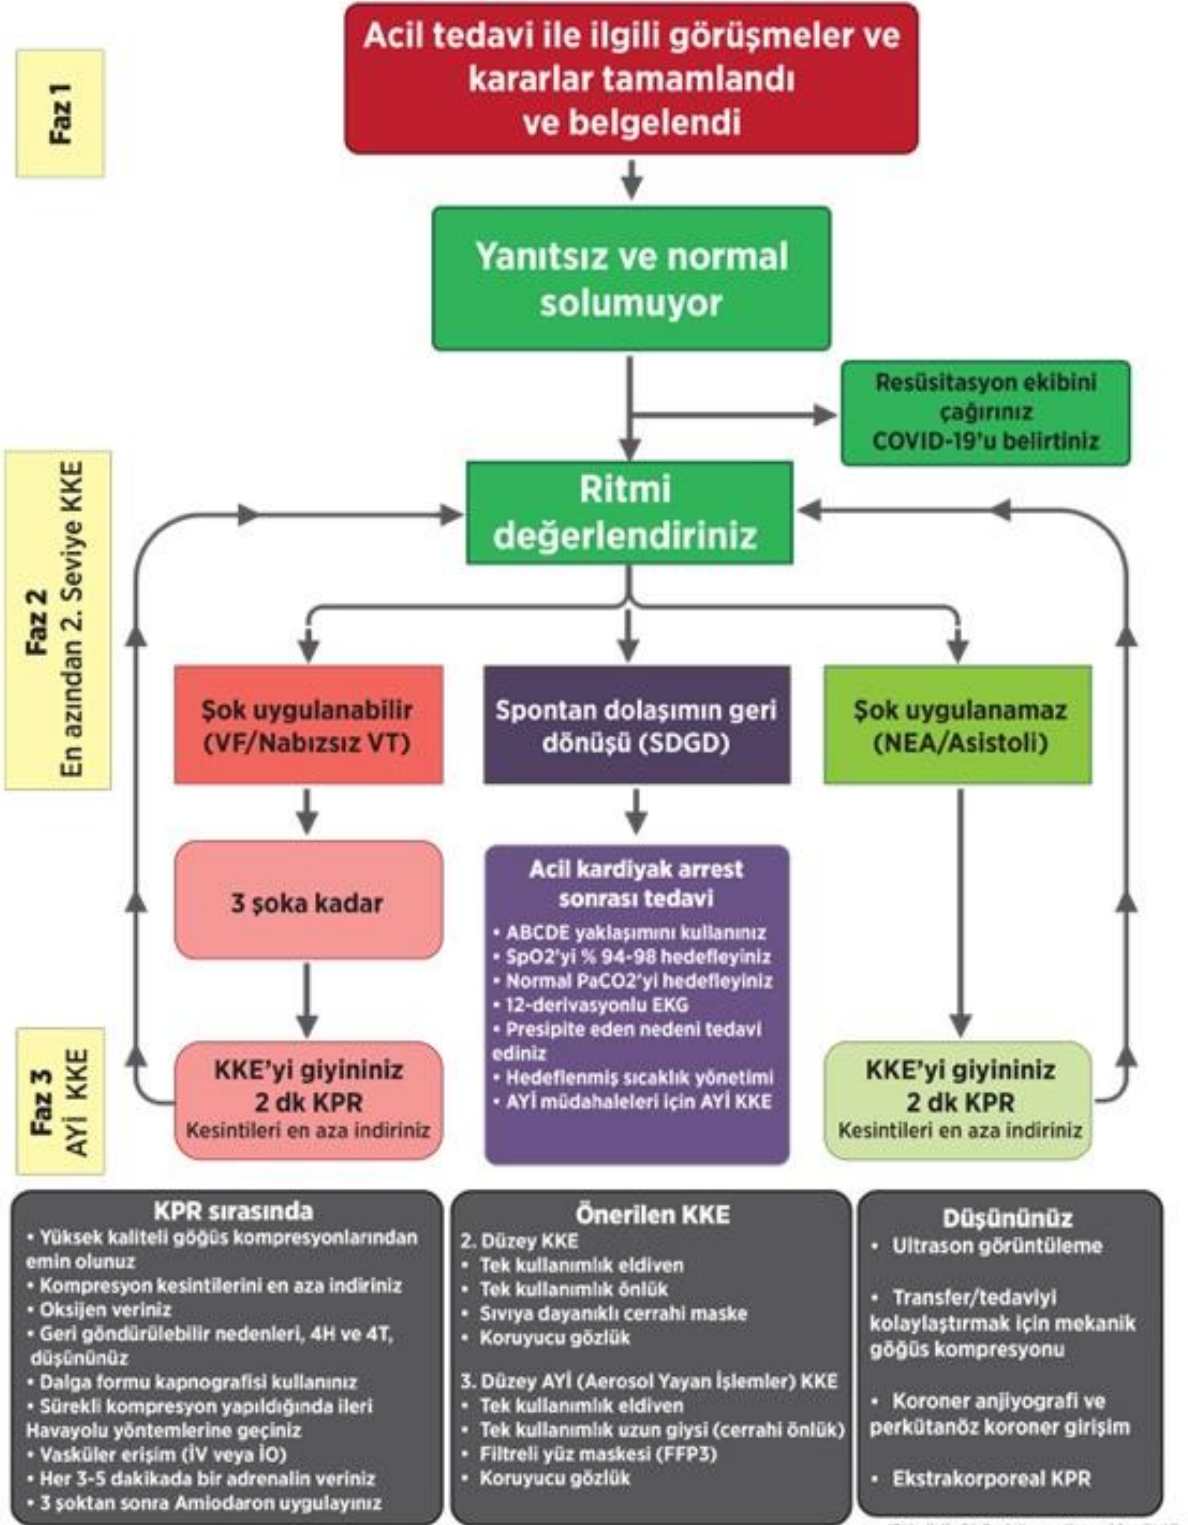 Faz 1
Acil tedavi ile ilgili görüşmeler ve
kararlar tamamlandı
ve belgelendi
Yanıtsız ve normal
solumuyor
Resüsitasyon ekibini
çağırınız
COVID-19'u belirtiniz
Faz 2
En azından 2. Seviye KKE
Ritmi
değerlendiriniz
Şok uygulanabilir
(VF/Nabızsız VT)
Spontan dolaşımın geri
dönüşü (SDGD)
Şok uygulanamaz
(NEA/Asistoli)
3 şoka kadar
Acil kardiyak arrest
sonrası tedavi
• ABCDE yaklaşımını kullanınız
• SpO2'yi % 94-98 hedefleyiniz
• Normal PaCO2'yi hedefleyiniz
• 12-derivasyonlu EKG
• Presipite eden nedeni tedavi
ediniz
• Hedeflenmiş sıcaklık yönetimi
• AYİ müdahaleleri için AYİ KKE
Faz 3
AYİ KKE
KKE'yi giyininiz
2 dk KPR
Kesintileri en aza indiriniz
KKE'yi giyininiz
2 dk KPR
Kesintileri en aza indiriniz
KPR sırasında
• Yüksek kaliteli göğüs kompresyonlarından
emin olunuz
• Kompresyon kesintilerini en aza indiriniz
• Oksijen veriniz
• Geri göndürülebilir nedenleri, 4H ve 4T,
düşününüz
• Dalga formu kapnografisi kullanınız
• Sürekli kompresyon yapıldığında ileri
Havayolu yöntemlerine geçiniz
• Vasküler erişim (İV veya İO)
• Her 3-5 dakikada bir adrenalin veriniz
• 3 şoktan sonra Amiodaron uygulayınız
Önerilen KKE
2. Düzey KKE
• Tek kullanımlık eldiven
• Tek kullanımlık önlük
• Sıvıya dayanıklı cerrahi maske
• Koruyucu gözlük
3. Düzey AYİ (Aerosol Yayan İşlemler) KKE
• Tek kullanımlık eldiven
• Tek kullanımlık uzun giysi (cerrahi önlük)
• Filtreli yüz maskesi (FFP3)
• Koruyucu gözlük
Düşününüz
• Ultrason görüntüleme
• Transfer/tedaviyi
kolaylaştırmak için mekanik
göğüs kompresyonu
• Koroner anjiyografi ve
perkütanöz koroner girişim
• Ekstrakorporeal KPR